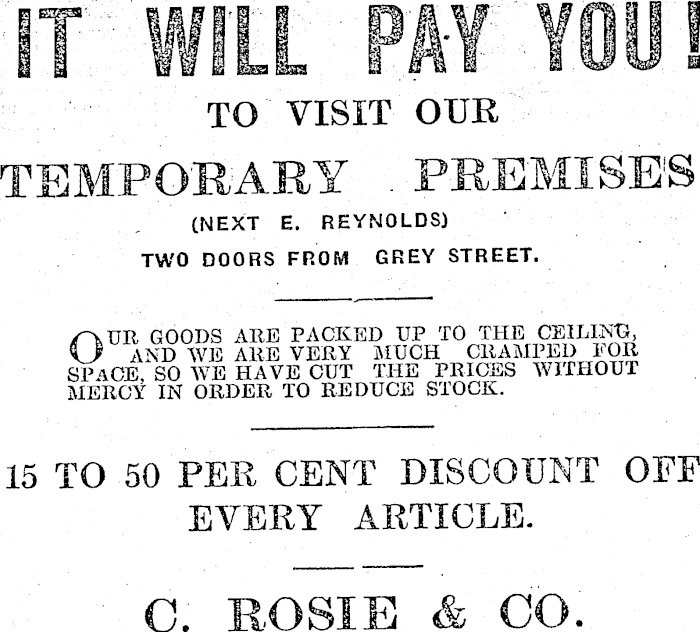 IT WILL PAY YOU!
TO VISIT OUR
TEMPORARY PREMISES
(NEXT E. REYNOLDS)
TWO DOORS FROM GREY STREET.
OUR GOODS ARE PACKED UP TO THE CEILING,
AND WE ARE VERY MUCH CRAMPED FOR
SPACE, SO WE HAVE CUT THE PRICES WITHOUT
MERCY IN ORDER TO REDUCE STOCK.
15 TO 50 PER CENT DISCOUNT OFF
EVERY ARTICLE.
C. ROSIE & CO.